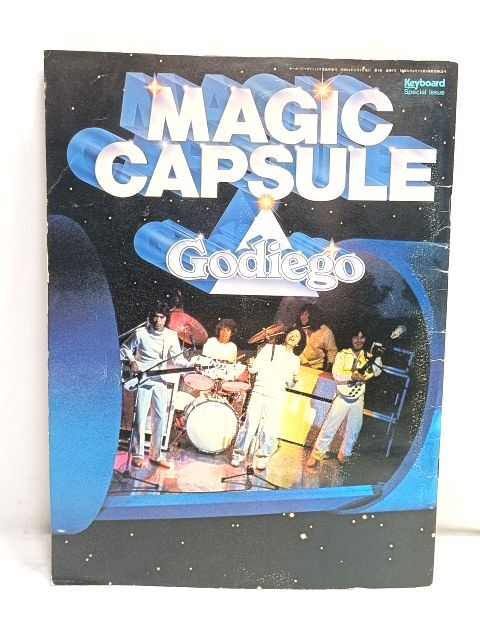 Keyboard
Special Issue
MAGIC
CAPSULE
Godiego